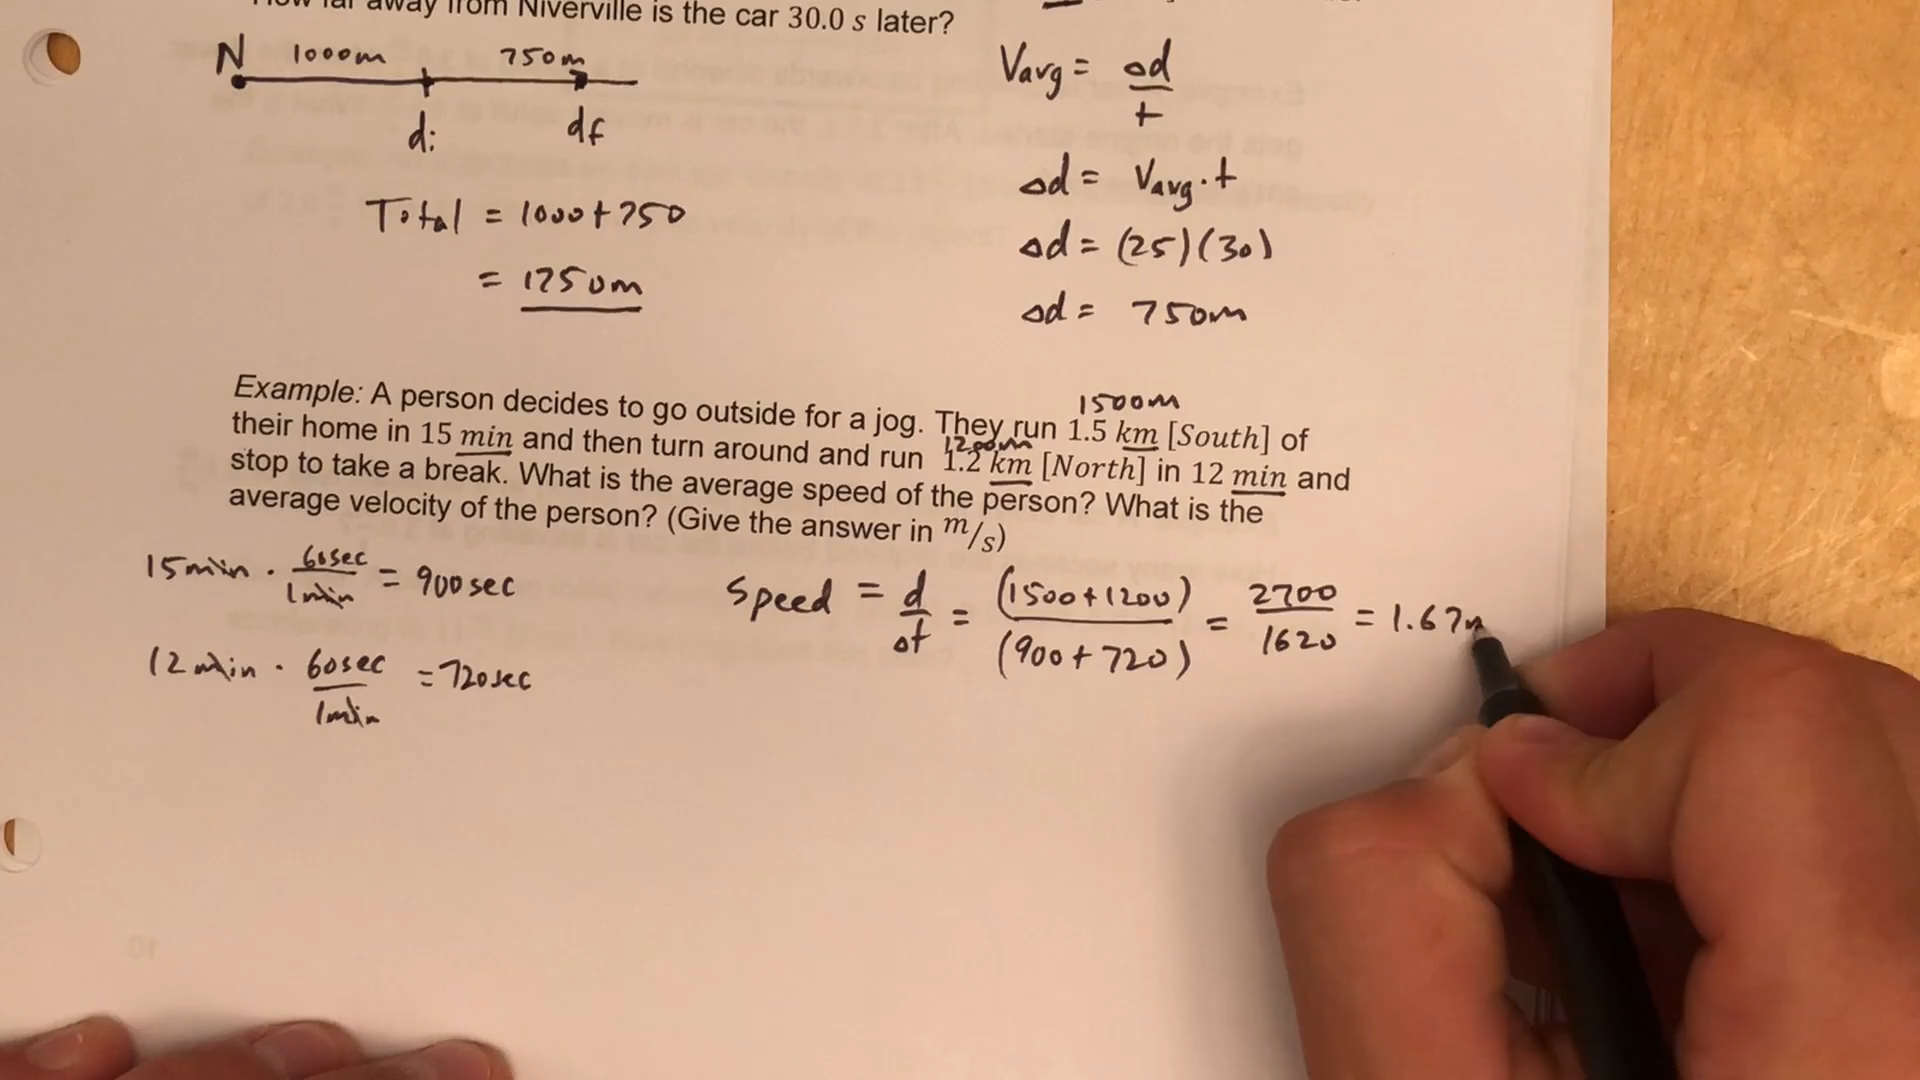 How far away from Niverville is the car 30.0 s later?
N 1000m 750m
di df
Total = 1000+750
= 1750m
Vavg = Δd/t
Δd = Vavg·t
Δd = (25)(30)
Δd = 750m
1500m
Example: A person decides to go outside for a jog. They run 1.5 km [South] of
their home in 15 min and then turn around and run 1.2 km [North] in 12 min and
1200m
stop to take a break. What is the average speed of the person? What is the
average velocity of the person? (Give the answer in m/s)
15min · 60sec/1min = 900sec
12min · 60sec/1min = 720sec
Speed = d/Δt = (1500+1200)/(900+720) = 2700/1620 = 1.67m